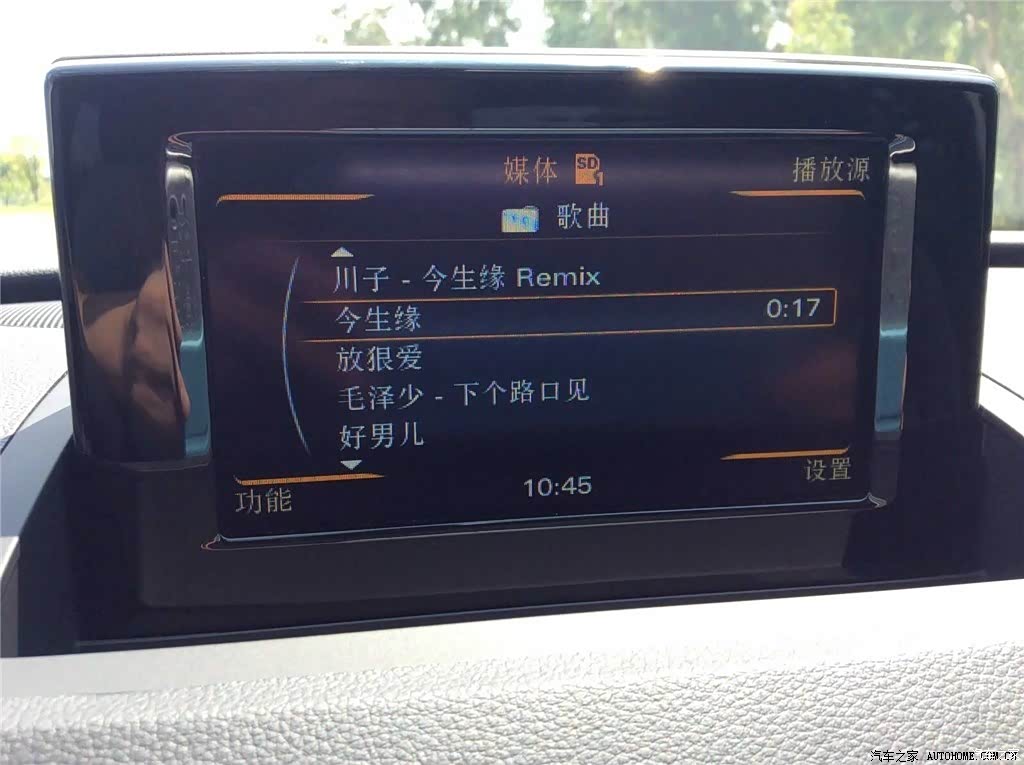 媒体 SD 1
播放源
歌曲
川子 - 今生缘 Remix
今生缘 0:17
放狠爱
毛泽少 - 下个路口见
好男儿
功能
10:45
设置
汽车之家 AUTOHOME.COM.CN